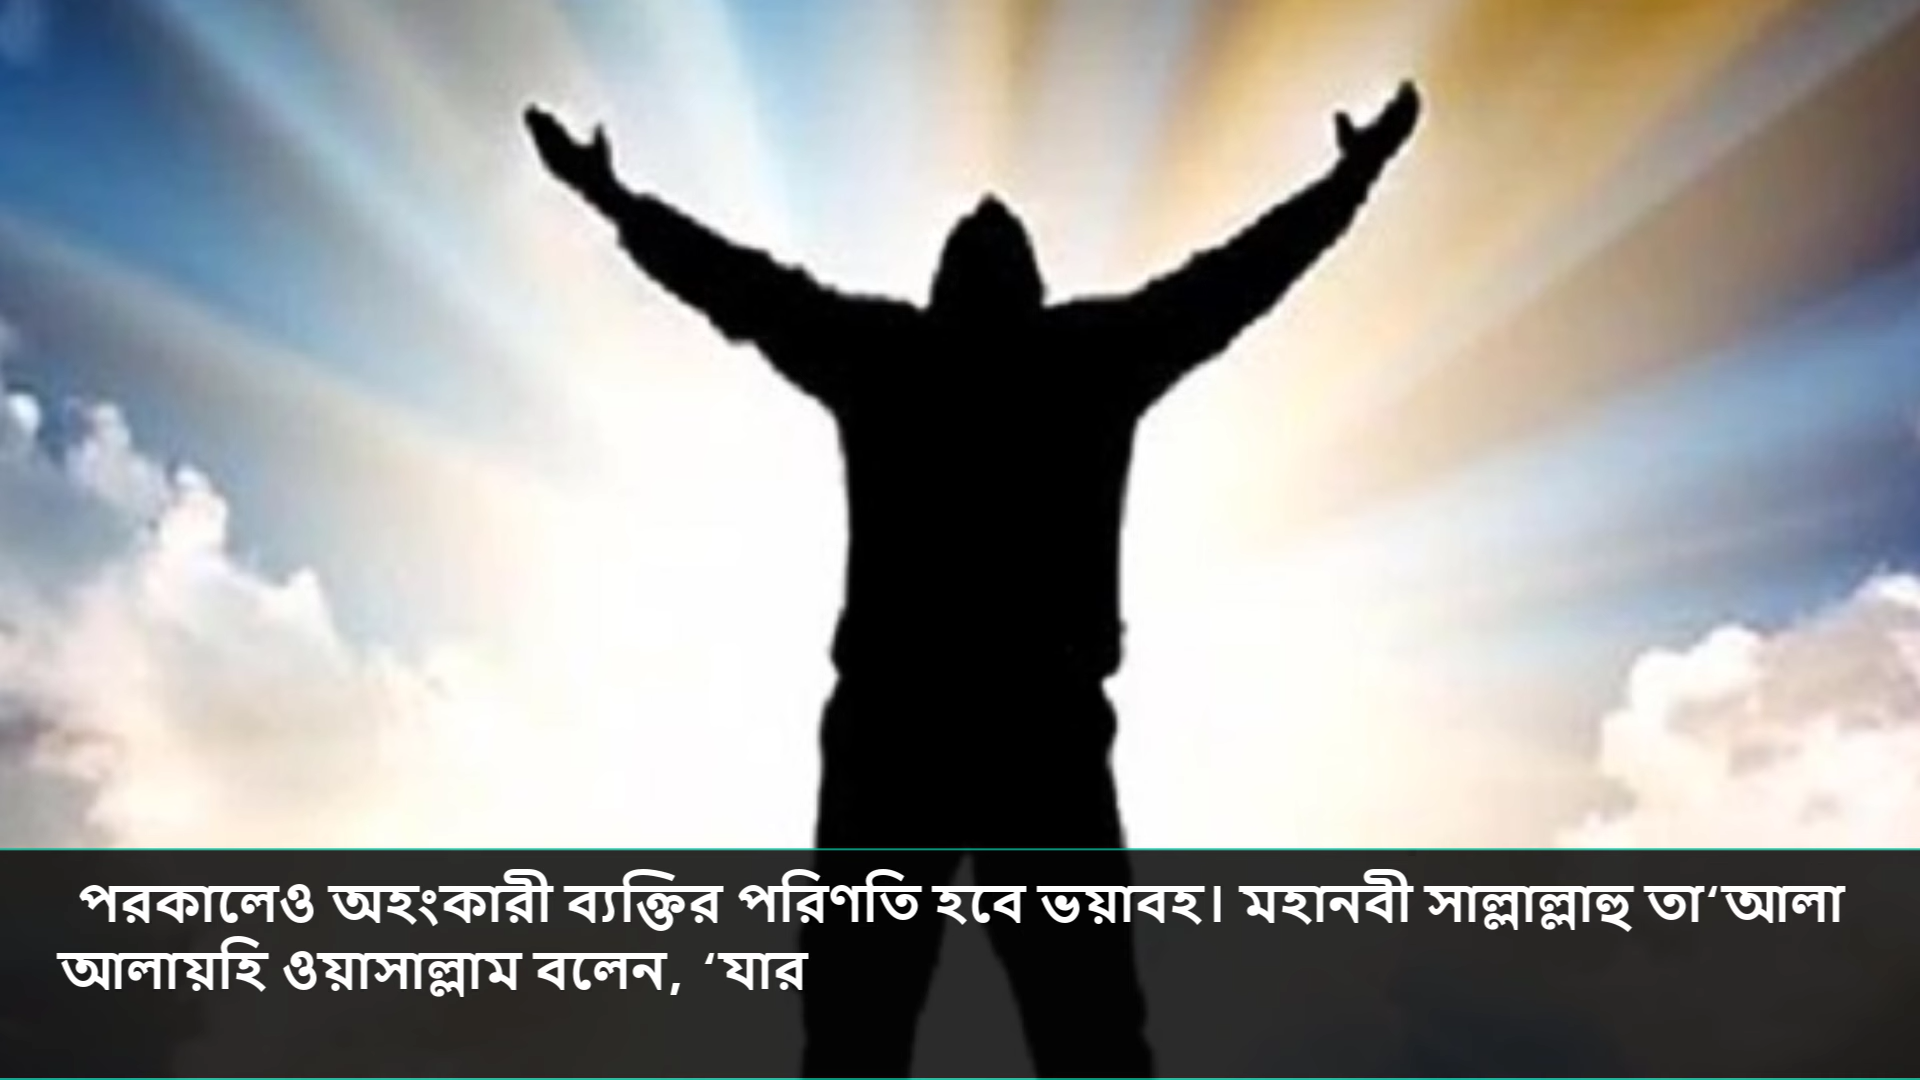 পরকালেও অহংকারী ব্যক্তির পরিণতি হবে ভয়াবহ। মহানবী সাল্লাল্লাহু তা‘আলা
আলায়হি ওয়াসাল্লাম বলেন, ‘যার